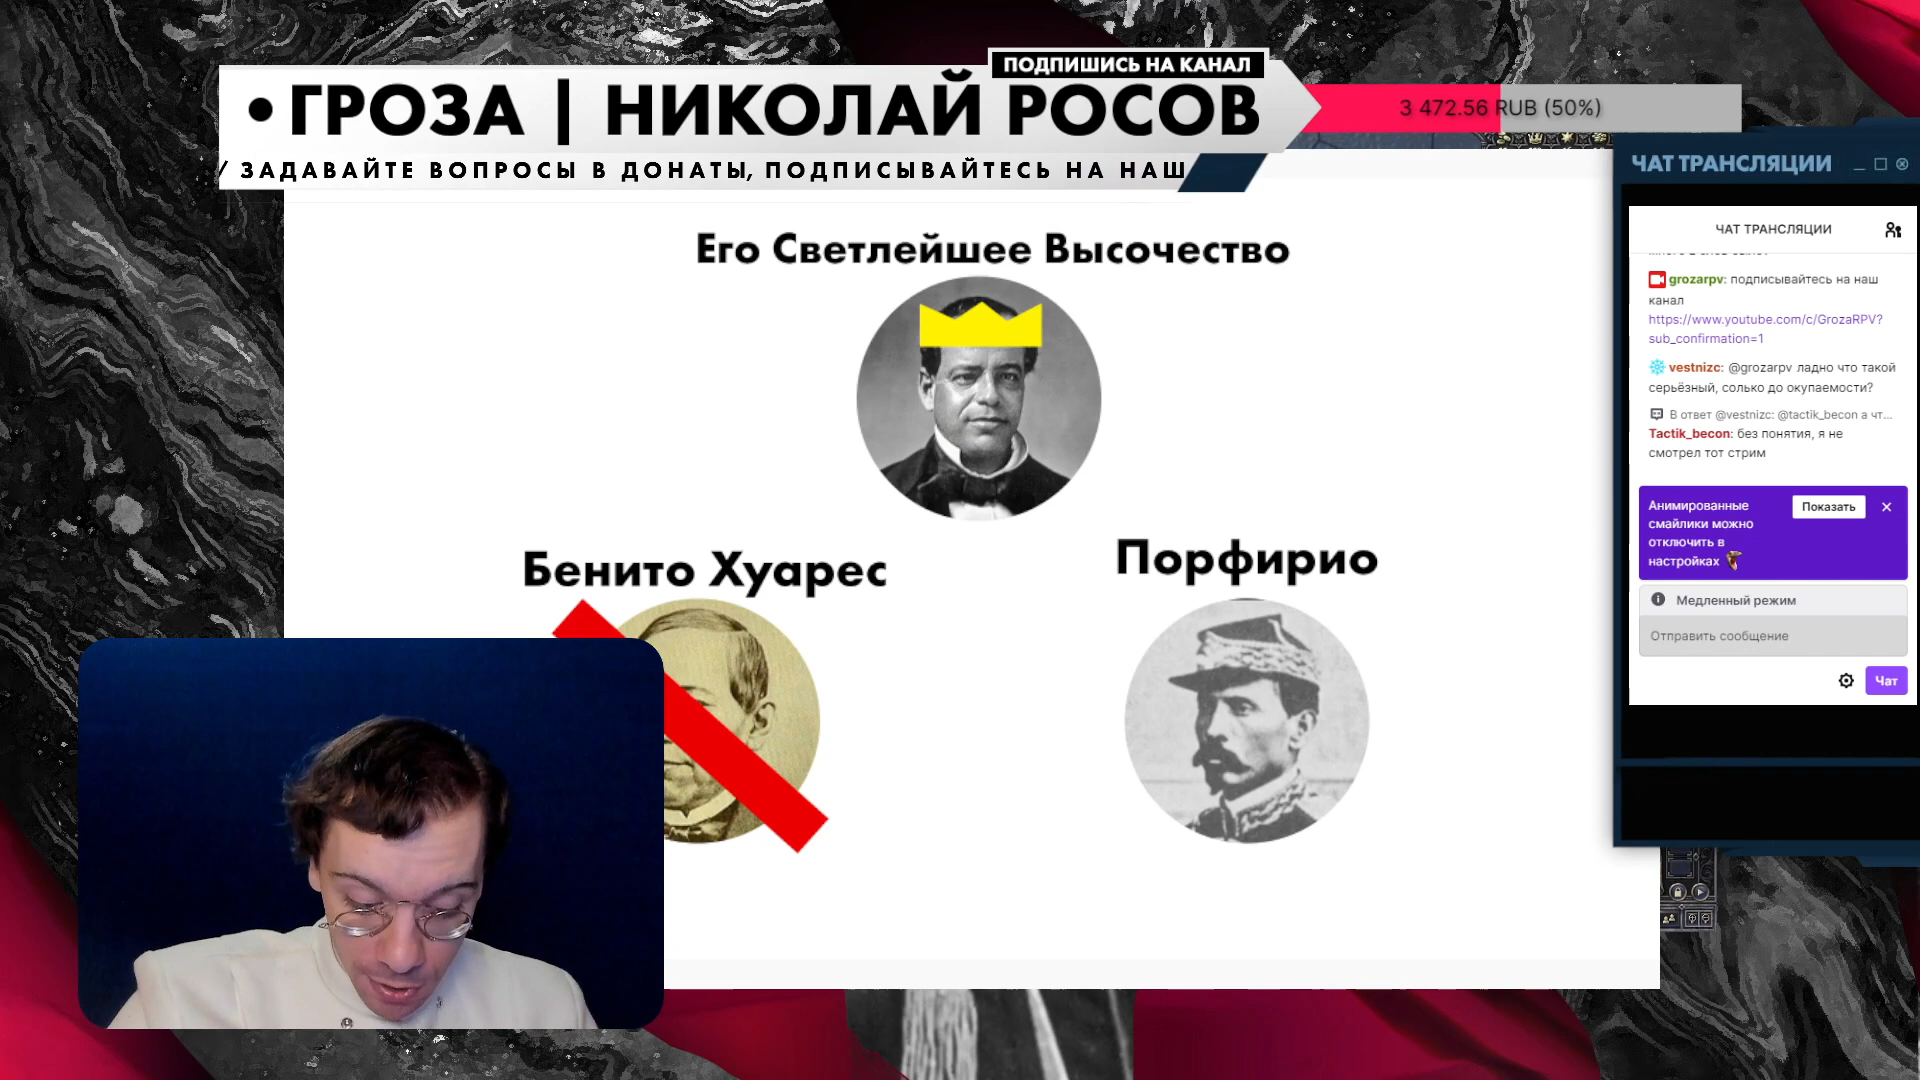 ПОДПИШИСЬ НА КАНАЛ
• ГРОЗА | НИКОЛАЙ РОСОВ
3 472.56 RUB (50%)
/ ЗАДАВАЙТЕ ВОПРОСЫ В ДОНАТЫ, ПОДПИСЫВАЙТЕСЬ НА НАШ
Его Светлейшее Высочество
Бенито Хуарес
Порфирио
ЧАТ ТРАНСЛЯЦИИ
ЧАТ ТРАНСЛЯЦИИ
grozarpv: подписывайтесь на наш
канал
https://www.youtube.com/c/GrozaRPV?
sub_confirmation=1
vestnizc: @grozarpv ладно что такой
серьёзный, солько до окупаемости?
В ответ @vestnizc: @tactik_becon а чт...
Tactik_becon: без понятия, я не
смотрел тот стрим
Анимированные
смайлики можно
отключить в
настройках
Показать
Медленный режим
Отправить сообщение
Чат